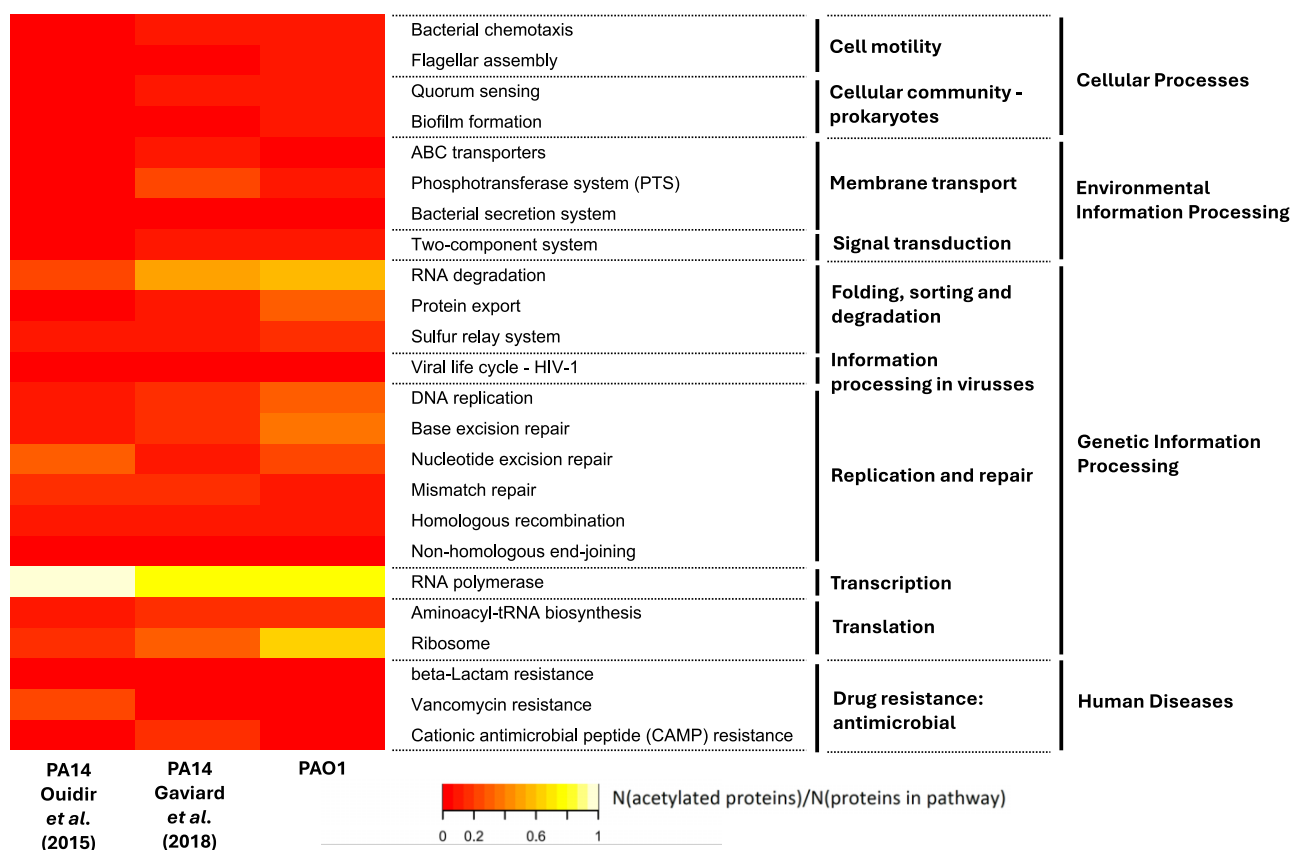 Bacterial chemotaxis
Flagellar assembly
Cell motility
Quorum sensing
Biofilm formation
Cellular community -
prokaryotes
Cellular Processes
ABC transporters
Phosphotransferase system (PTS)
Bacterial secretion system
Membrane transport
Two-component system
Signal transduction
Environmental
Information Processing
RNA degradation
Protein export
Sulfur relay system
Folding, sorting and
degradation
Viral life cycle - HIV-1
Information
processing in virusses
DNA replication
Base excision repair
Nucleotide excision repair
Mismatch repair
Homologous recombination
Non-homologous end-joining
Replication and repair
RNA polymerase
Transcription
Aminoacyl-tRNA biosynthesis
Ribosome
Translation
Genetic Information
Processing
beta-Lactam resistance
Vancomycin resistance
Cationic antimicrobial peptide (CAMP) resistance
Drug resistance:
antimicrobial
Human Diseases
PA14
Ouidir
et al.
(2015)
PA14
Gaviard
et al.
(2018)
PAO1
N(acetylated proteins)/N(proteins in pathway)
0 0.2 0.6 1